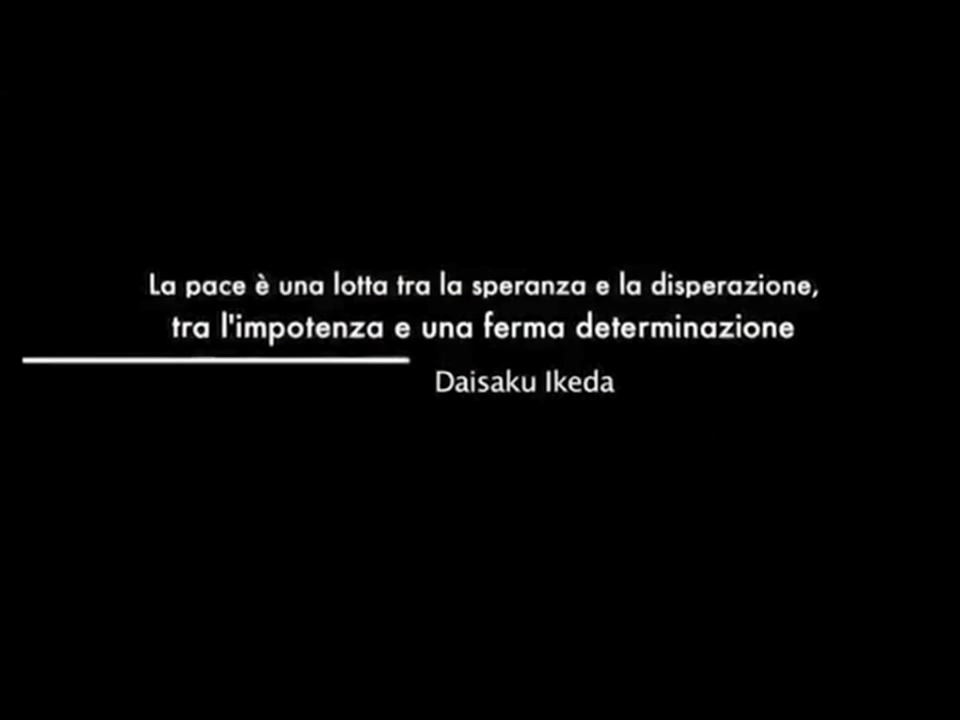 La pace è una lotta tra la speranza e la disperazione,
tra l'impotenza e una ferma determinazione
Daisaku Ikeda